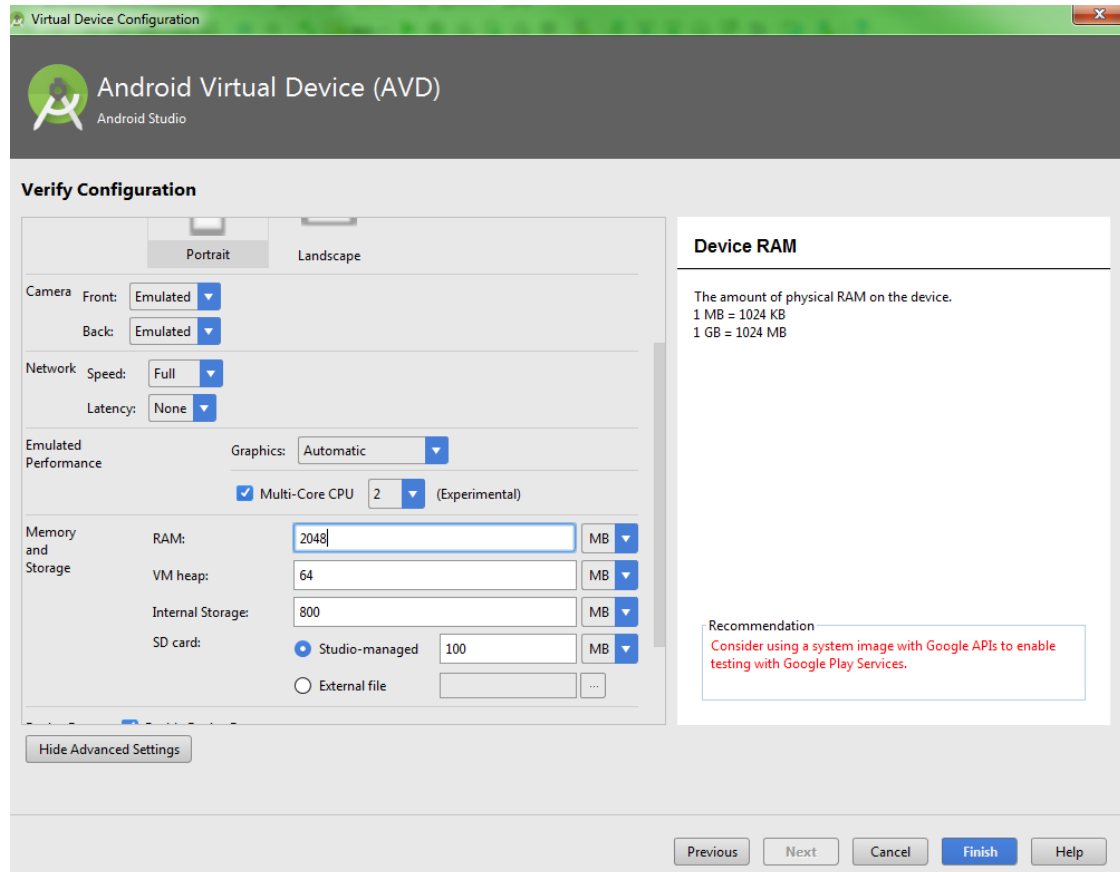 Virtual Device Configuration
Android Virtual Device (AVD)
Android Studio
Verify Configuration
Portrait
Landscape
Camera Front: Emulated
Back: Emulated
Network Speed: Full
Latency: None
Emulated
Performance
Graphics: Automatic
Multi-Core CPU 2 (Experimental)
Memory
and
Storage
RAM: 2048 MB
VM heap: 64 MB
Internal Storage: 800 MB
SD card: Studio-managed 100 MB
External file ...
Hide Advanced Settings
Device RAM
The amount of physical RAM on the device.
1 MB = 1024 KB
1 GB = 1024 MB
Recommendation
Consider using a system image with Google APIs to enable
testing with Google Play Services.
Previous Next Cancel Finish Help